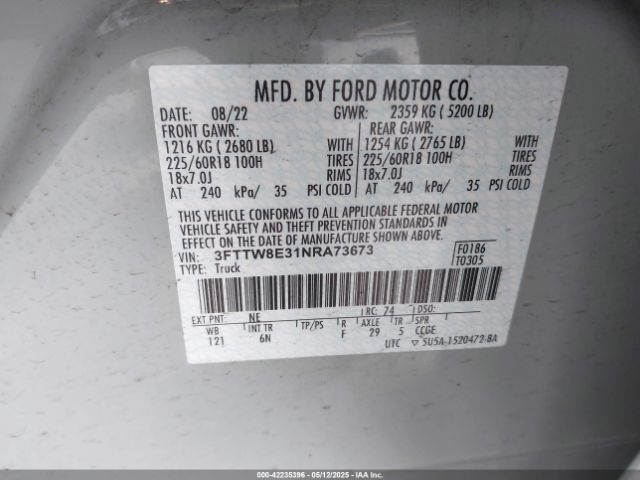 MFD. BY FORD MOTOR CO.
DATE: 08/22 GVWR: 2359 KG ( 5200 LB)
FRONT GAWR: REAR GAWR:
1216 KG ( 2680 LB) WITH 1254 KG ( 2765 LB) WITH
225/60R18 100H TIRES 225/60R18 100H TIRES
18x7.0J RIMS 18x7.0J RIMS
AT 240 kPa/ 35 PSI COLD AT 240 kPa/ 35 PSI COLD
THIS VEHICLE CONFORMS TO ALL APPLICABLE FEDERAL MOTOR
VEHICLE SAFETY AND BUMPER STANDARDS IN
EFFECT ON THE DATE OF MANUFACTURE SHOWN ABOVE.
VIN: 3FTTW8E31NRA73673 F0186
TYPE: Truck T0305
EXT PNT: NE RC: 74 DSO:
WB INT TR TP/PS R AXLE TR SPR
121 6N F 29 5 CCGE
UTC ▽ 5U5A-1520472-BA
000-42235396 - 05/12/2025 - IAA Inc.